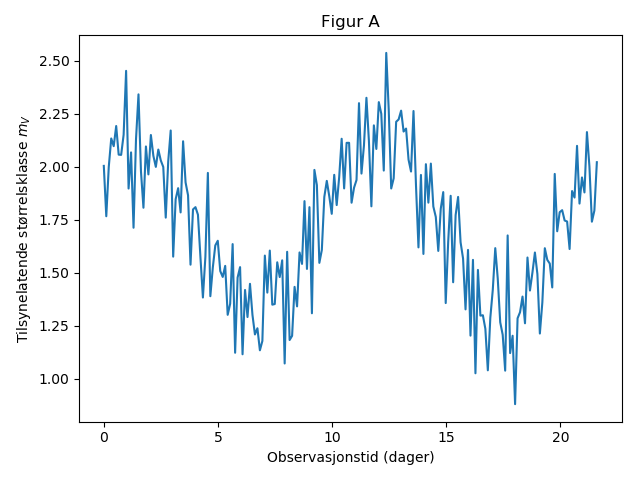 Figur A
Tilsynelatende størrelsklasse $m_V$
2.50
2.25
2.00
1.75
1.50
1.25
1.00
0 5 10 15 20
Observasjonstid (dager)